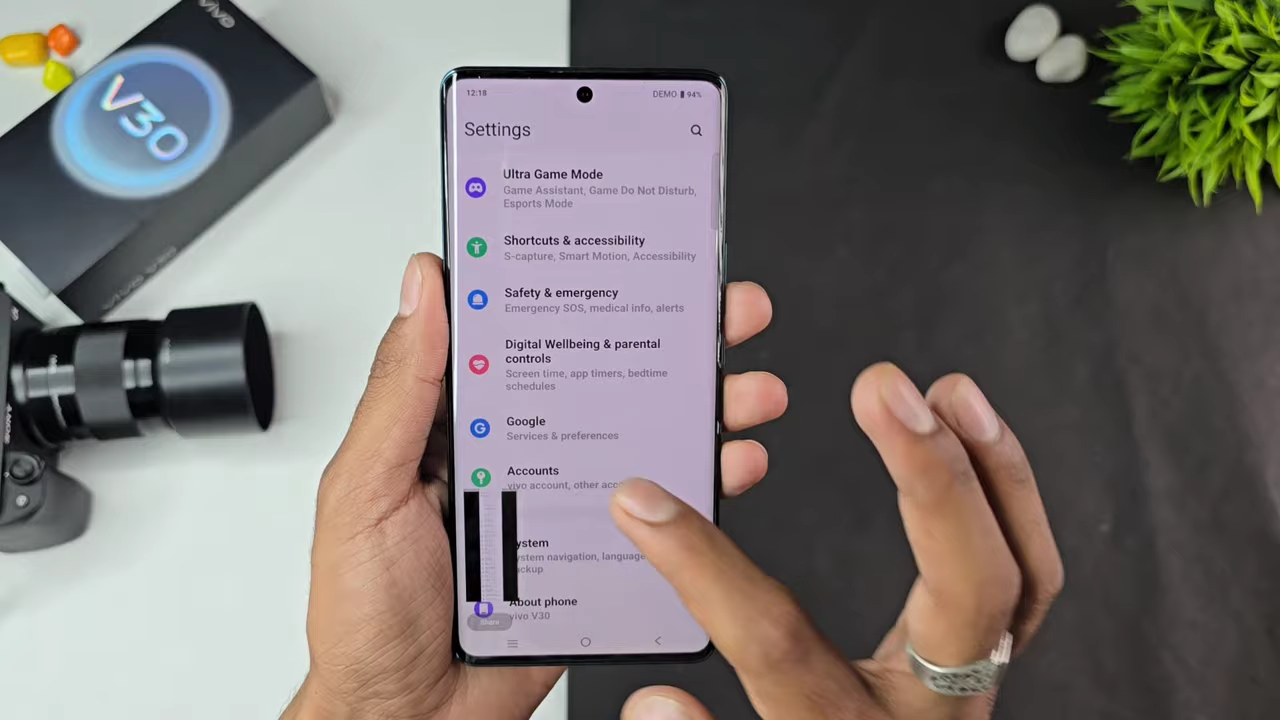 vivo
V30
12:18
DEMO 94%
Settings
Ultra Game Mode
Game Assistant, Game Do Not Disturb,
Esports Mode
Shortcuts & accessibility
S-capture, Smart Motion, Accessibility
Safety & emergency
Emergency SOS, medical info, alerts
Digital Wellbeing & parental
controls
Screen time, app timers, bedtime
schedules
Google
Services & preferences
Accounts
vivo account, other acc
ystem
ystem navigation, language
ackup
About phone
vivo V30
Share
SONY